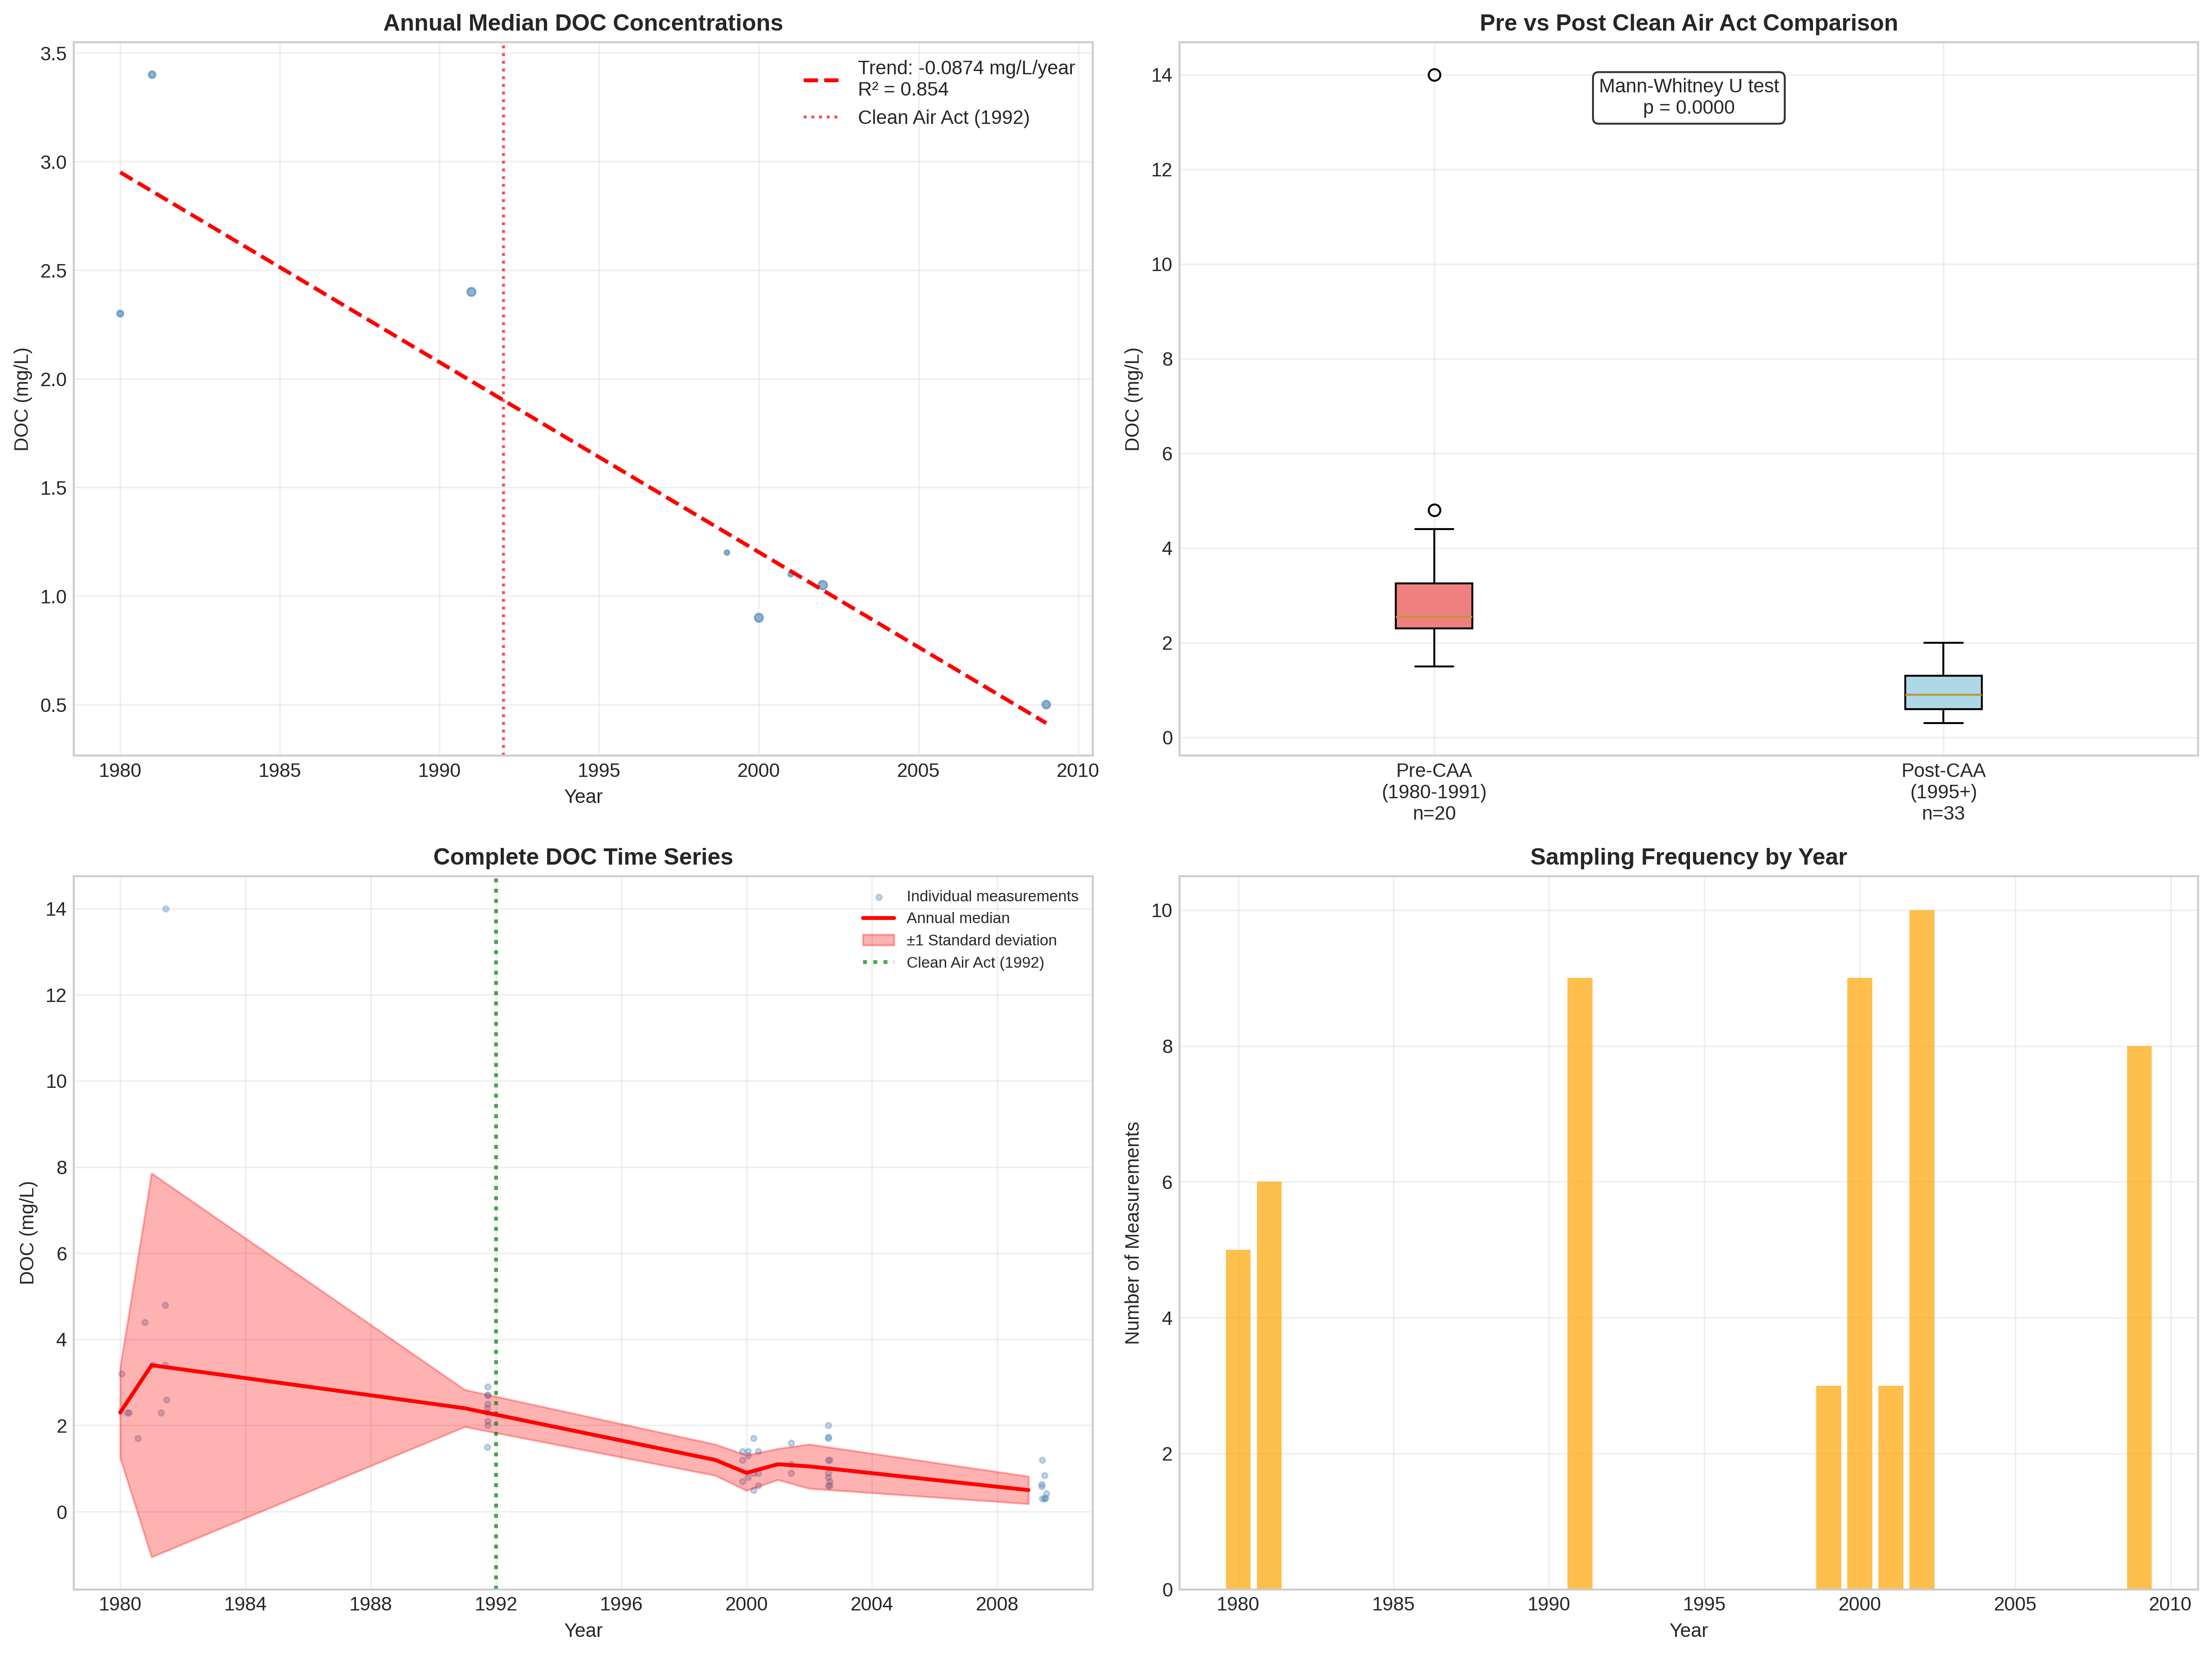 Annual Median DOC Concentrations
3.5
3.0
2.5
2.0
1.5
1.0
0.5
DOC (mg/L)
Trend: -0.0874 mg/L/year
R² = 0.854
Clean Air Act (1992)
1980 1985 1990 1995 2000 2005 2010
Year
Pre vs Post Clean Air Act Comparison
14
12
10
8
6
4
2
0
DOC (mg/L)
Mann-Whitney U test
p = 0.0000
Pre-CAA
(1980-1991)
n=20
Post-CAA
(1995+)
n=33
Complete DOC Time Series
14
12
10
8
6
4
2
0
DOC (mg/L)
Individual measurements
Annual median
±1 Standard deviation
Clean Air Act (1992)
1980 1984 1988 1992 1996 2000 2004 2008
Year
Sampling Frequency by Year
10
8
6
4
2
0
Number of Measurements
1980 1985 1990 1995 2000 2005 2010
Year